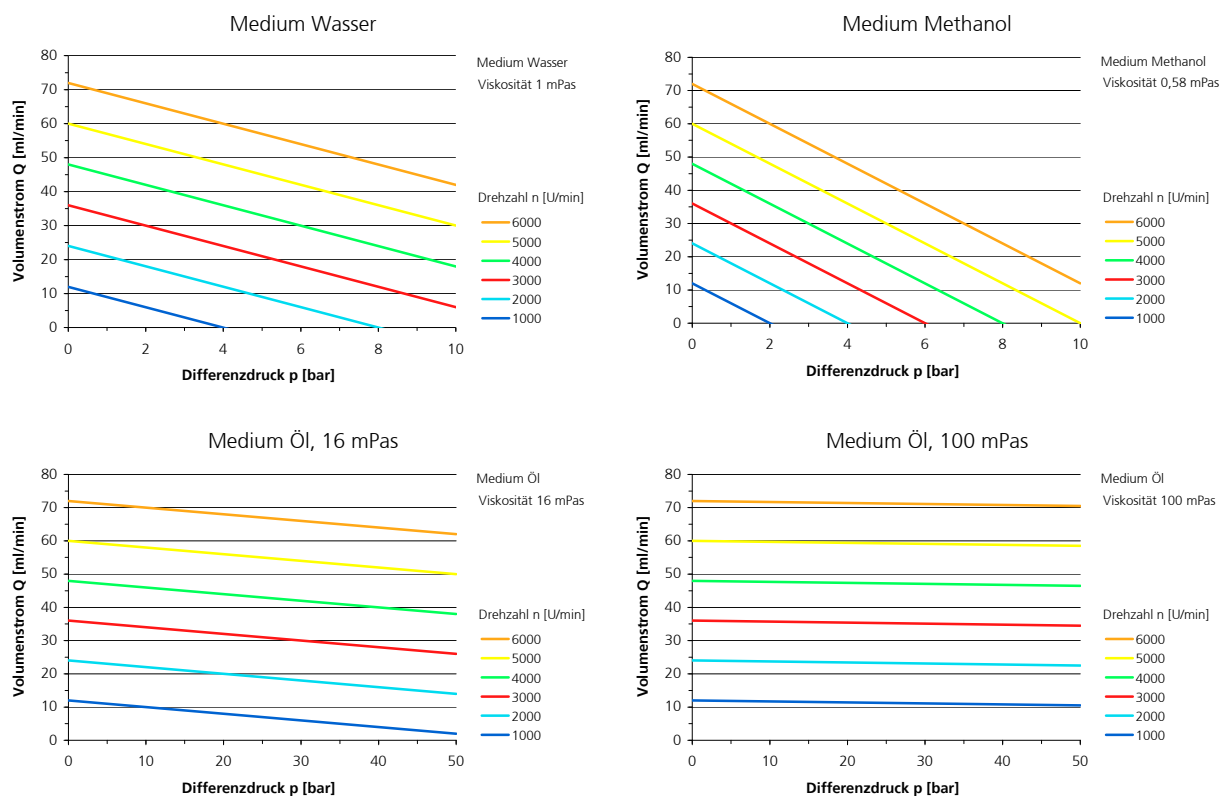 Medium Wasser
80
70
60
50
40
30
20
10
0
0 2 4 6 8 10
Volumenstrom Q [ml/min]
Differenzdruck p [bar]
Medium Wasser
Viskosität 1 mPas
Drehzahl n [U/min]
6000
5000
4000
3000
2000
1000
Medium Methanol
80
70
60
50
40
30
20
10
0
0 2 4 6 8 10
Volumenstrom Q [ml/min]
Differenzdruck p [bar]
Medium Methanol
Viskosität 0,58 mPas
Drehzahl n [U/min]
6000
5000
4000
3000
2000
1000
Medium Öl, 16 mPas
80
70
60
50
40
30
20
10
0
0 10 20 30 40 50
Volumenstrom Q [ml/min]
Differenzdruck p [bar]
Medium Öl
Viskosität 16 mPas
Drehzahl n [U/min]
6000
5000
4000
3000
2000
1000
Medium Öl, 100 mPas
80
70
60
50
40
30
20
10
0
0 10 20 30 40 50
Volumenstrom Q [ml/min]
Differenzdruck p [bar]
Medium Öl
Viskosität 100 mPas
Drehzahl n [U/min]
6000
5000
4000
3000
2000
1000